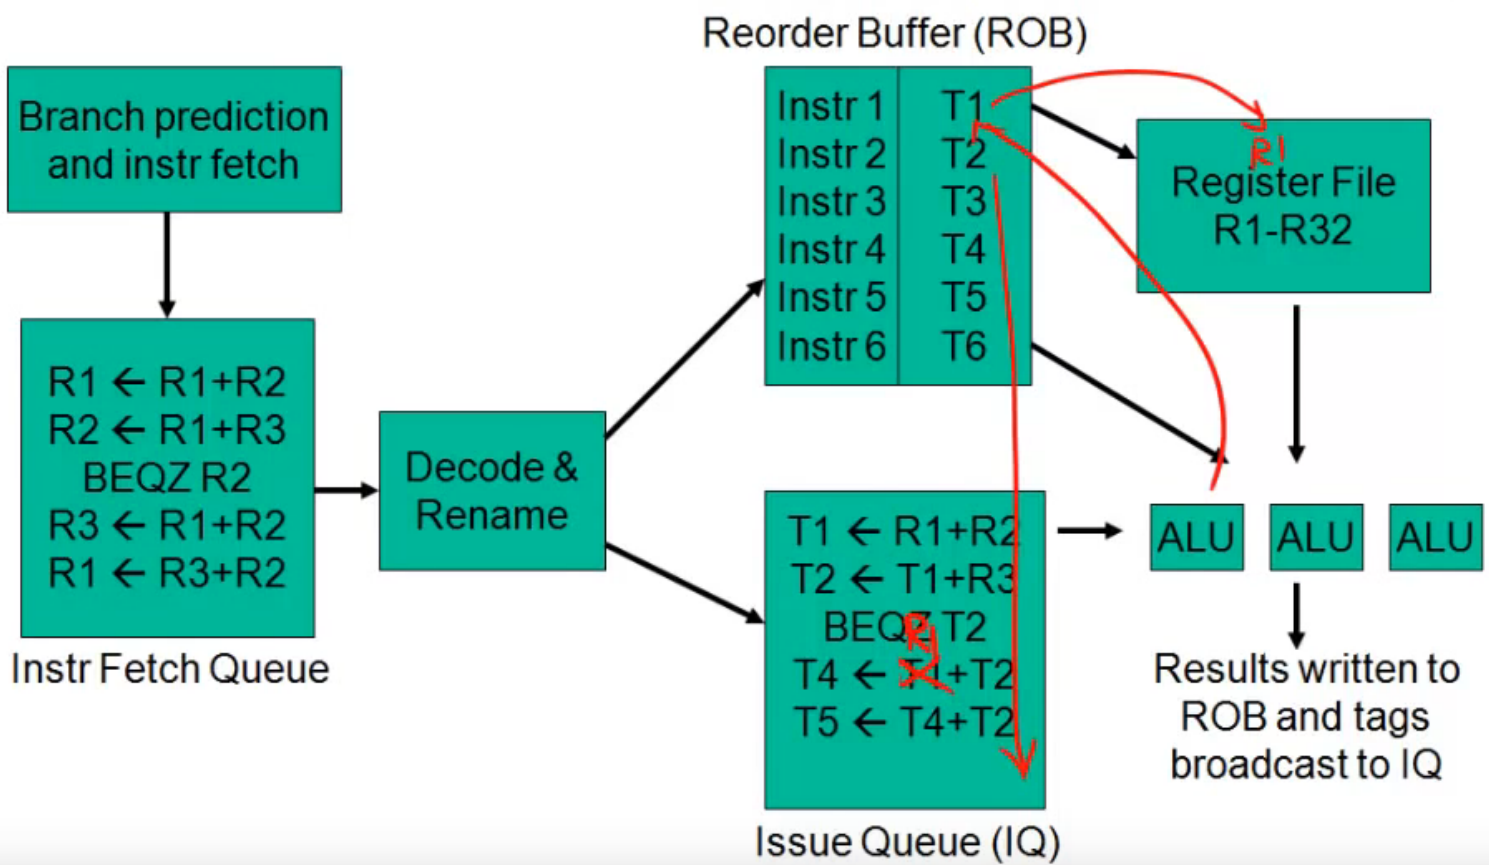 Reorder Buffer (ROB)
Branch prediction
and instr fetch
Instr 1 T1
Instr 2 T2
Instr 3 T3
Instr 4 T4
Instr 5 T5
Instr 6 T6
R1
Register File
R1-R32
R1 ← R1+R2
R2 ← R1+R3
BEQZ R2
R3 ← R1+R2
R1 ← R3+R2
Instr Fetch Queue
Decode &
Rename
T1 ← R1+R2
T2 ← T1+R3
BEQZ T2
R1
T4 ← T1+T2
T5 ← T4+T2
Issue Queue (IQ)
ALU ALU ALU
Results written to
ROB and tags
broadcast to IQ